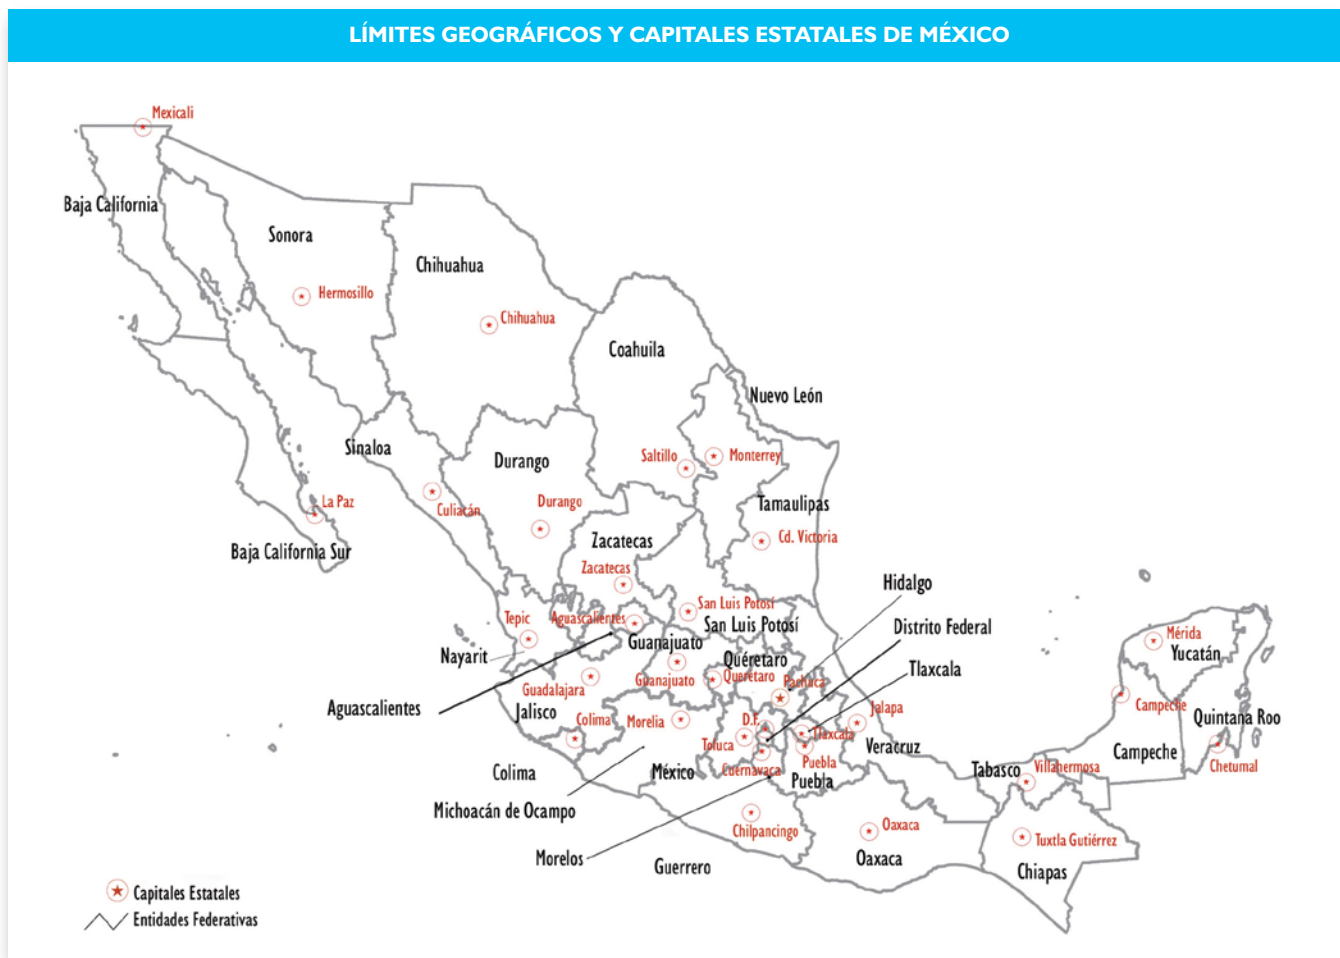 LÍMITES GEOGRÁFICOS Y CAPITALES ESTATALES DE MÉXICO
Mexicali
Baja California
Sonora
Chihuahua
Hermosillo
Chihuahua
Coahuila
Nuevo León
Sinaloa
Durango
Saltillo
Monterrey
La Paz
Culiacán
Durango
Tamaulipas
Baja California Sur
Zacatecas
Cd. Victoria
Zacatecas
Hidalgo
San Luis Potosí
Tepic
Aguascalientes
San Luis Potosí
Distrito Federal
Guanajuato
Mérida
Yucatán
Nayarit
Quéretaro
Tlaxcala
Guanajuato
Querétaro
Pachuca
Guadalajara
Aguascalientes
Jalisco
Colima
Morelia
D.F.
Jalapa
Campeche
Quintana Roo
Toluca
Tlaxcala
Veracruz
Campeche
Puebla
Chetumal
Colima
México
Cuernavaca
Puebla
Tabasco
Villahermosa
Michoacán de Ocampo
Chilpancingo
Oaxaca
Tuxtla Gutiérrez
Morelos
Guerrero
Oaxaca
Chiapas
Capitales Estatales
Entidades Federativas